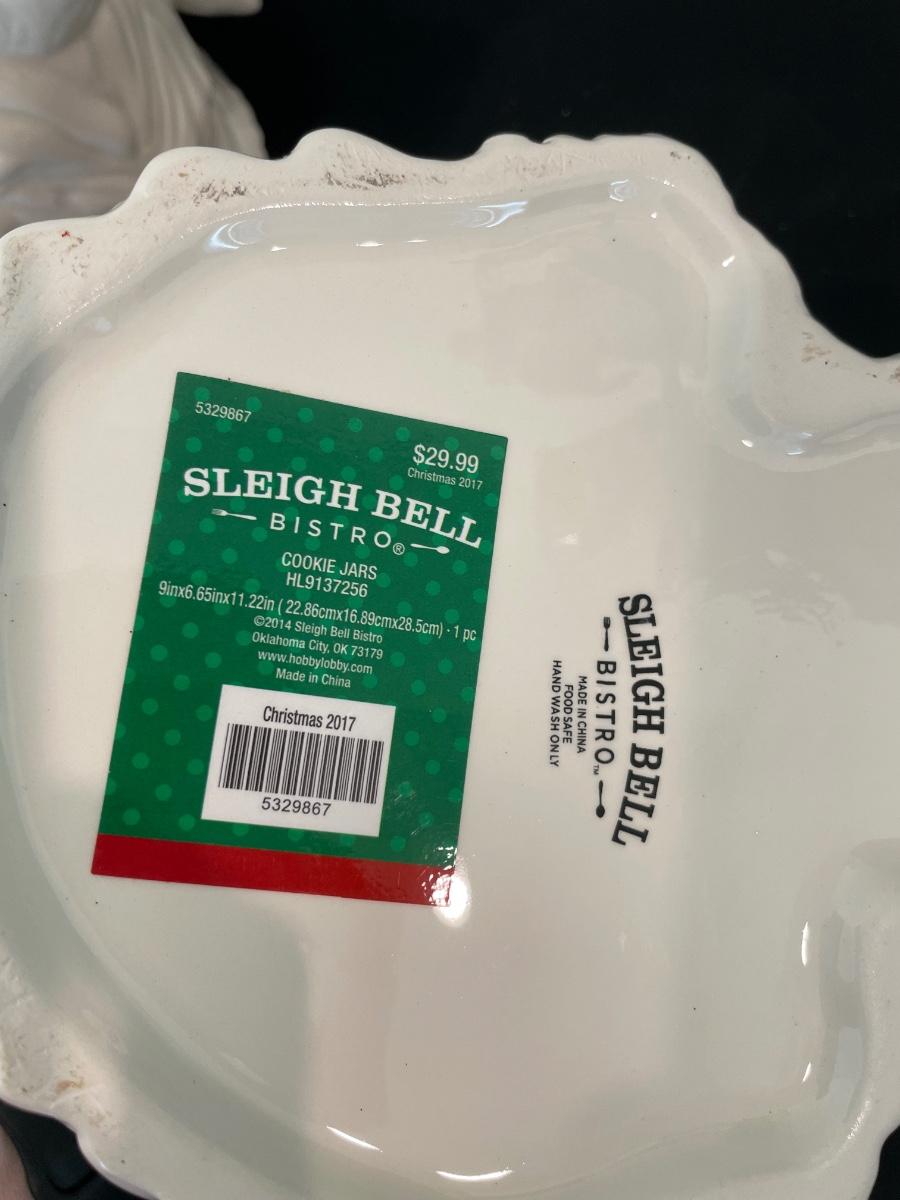 5329867
$29.99
Christmas 2017
SLEIGH BELL
BISTRO®
COOKIE JARS
HL9137256
9inx6.65inx11.22in ( 22.86cmx16.89cmx28.5cm) · 1 pc
©2014 Sleigh Bell Bistro
Oklahoma City, OK 73179
www.hobbylobby.com
Made in China
Christmas 2017
5329867
SLEIGH BELL
BISTRO™
MADE IN CHINA
FOOD SAFE
HAND WASH ONLY